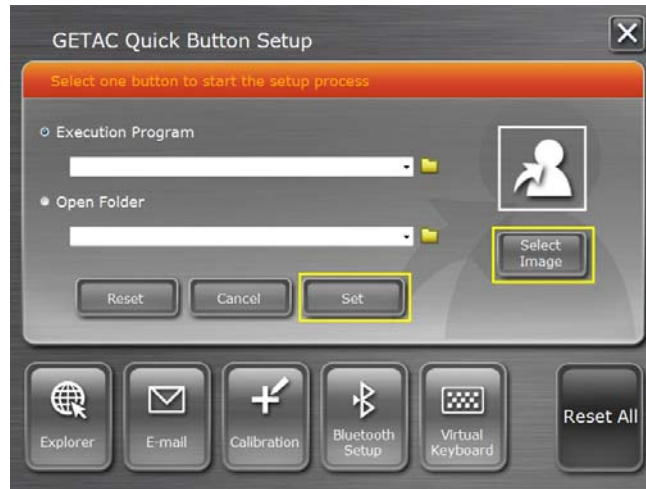 GETAC Quick Button Setup
Select one button to start the setup process
Execution Program
Open Folder
Select
Image
Reset Cancel Set
Explorer E-mail Calibration Bluetooth
Setup Virtual
Keyboard Reset All